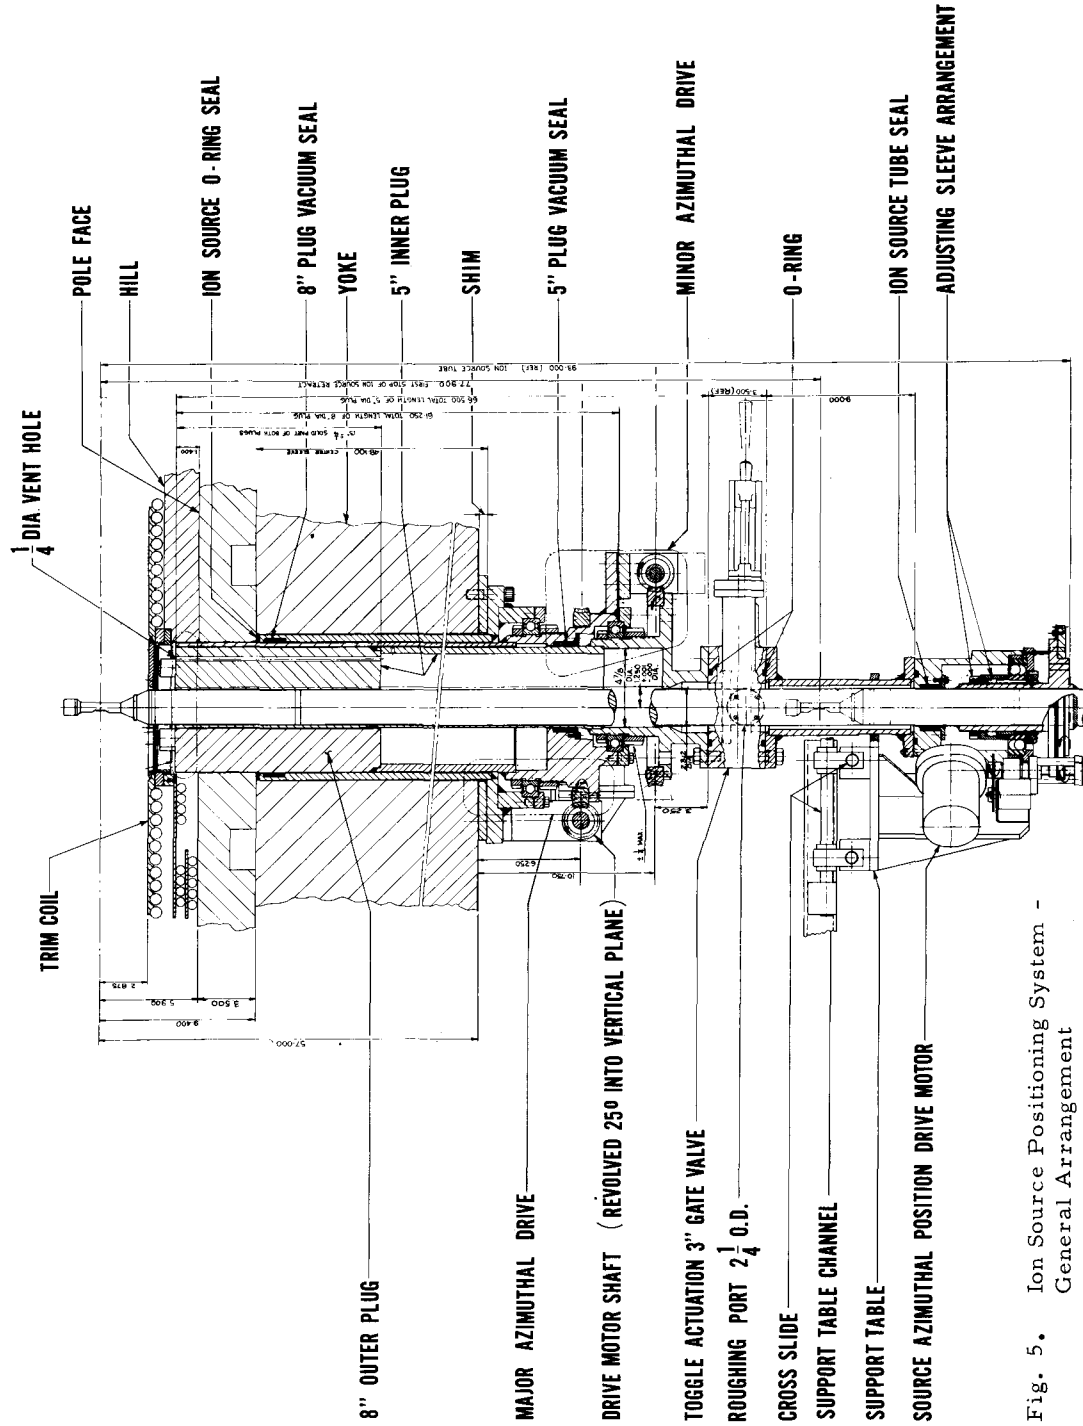 POLE FACE
HILL
ION SOURCE O-RING SEAL
8" PLUG VACUUM SEAL
YOKE
5" INNER PLUG
SHIM
5" PLUG VACUUM SEAL
MINOR AZIMUTHAL DRIVE
O-RING
ION SOURCE TUBE SEAL
ADJUSTING SLEEVE ARRANGEMENT
1/4 DIA. VENT HOLE
98·000 (REF) ION SOURCE TUBE
77·900 FIRST STOP OF ION SOURCE RETRACT
66·500 TOTAL LENGTH OF 5" DIA PLUG
61·250 TOTAL LENGTH OF 8" DIA PLUG
SOLID PART OF BOTH PLUGS
48·100 CENTER SLEEVE
1·400
3·500 (REF)
9·000
TRIM COIL
2·875
5·900
3·500
9·400
57·000
6·250
10·750
3·250
8" OUTER PLUG
MAJOR AZIMUTHAL DRIVE
DRIVE MOTOR SHAFT (REVOLVED 25º INTO VERTICAL PLANE)
TOGGLE ACTUATION 3" GATE VALVE
ROUGHING PORT 2 1/4 O.D.
CROSS SLIDE
SUPPORT TABLE CHANNEL
SUPPORT TABLE
SOURCE AZIMUTHAL POSITION DRIVE MOTOR
Fig. 5. Ion Source Positioning System -
General Arrangement